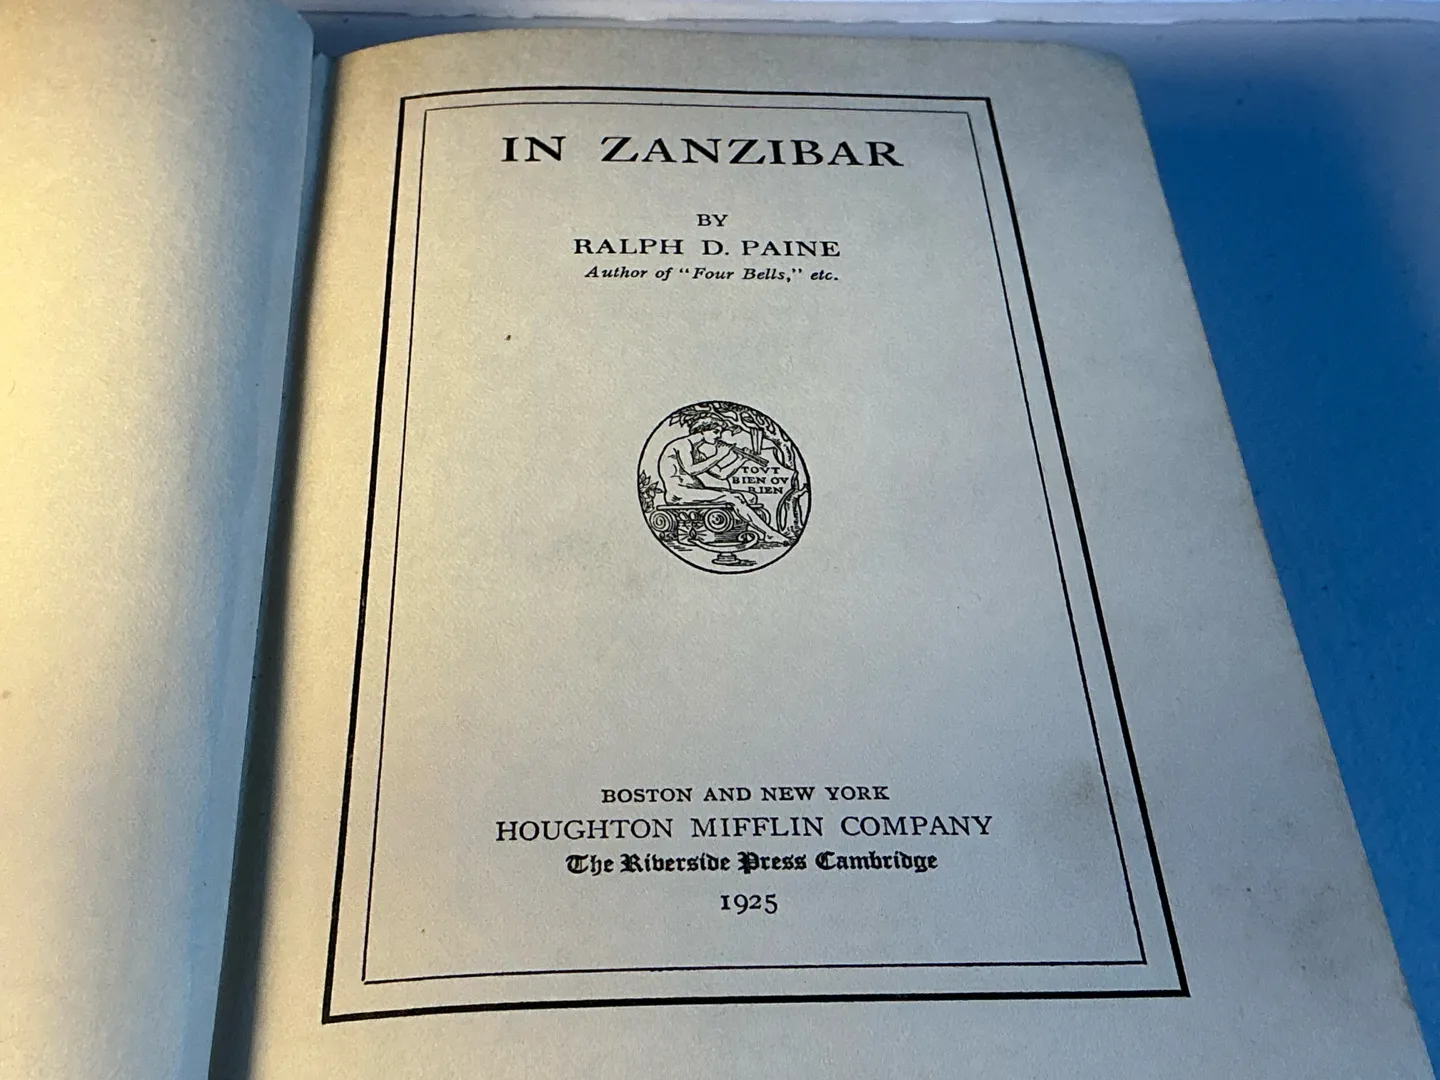 IN ZANZIBAR
BY
RALPH D. PAINE
Author of "Four Bells," etc.
TOVT
BIEN OV
RIEN
BOSTON AND NEW YORK
HOUGHTON MIFFLIN COMPANY
The Riverside Press Cambridge
1925